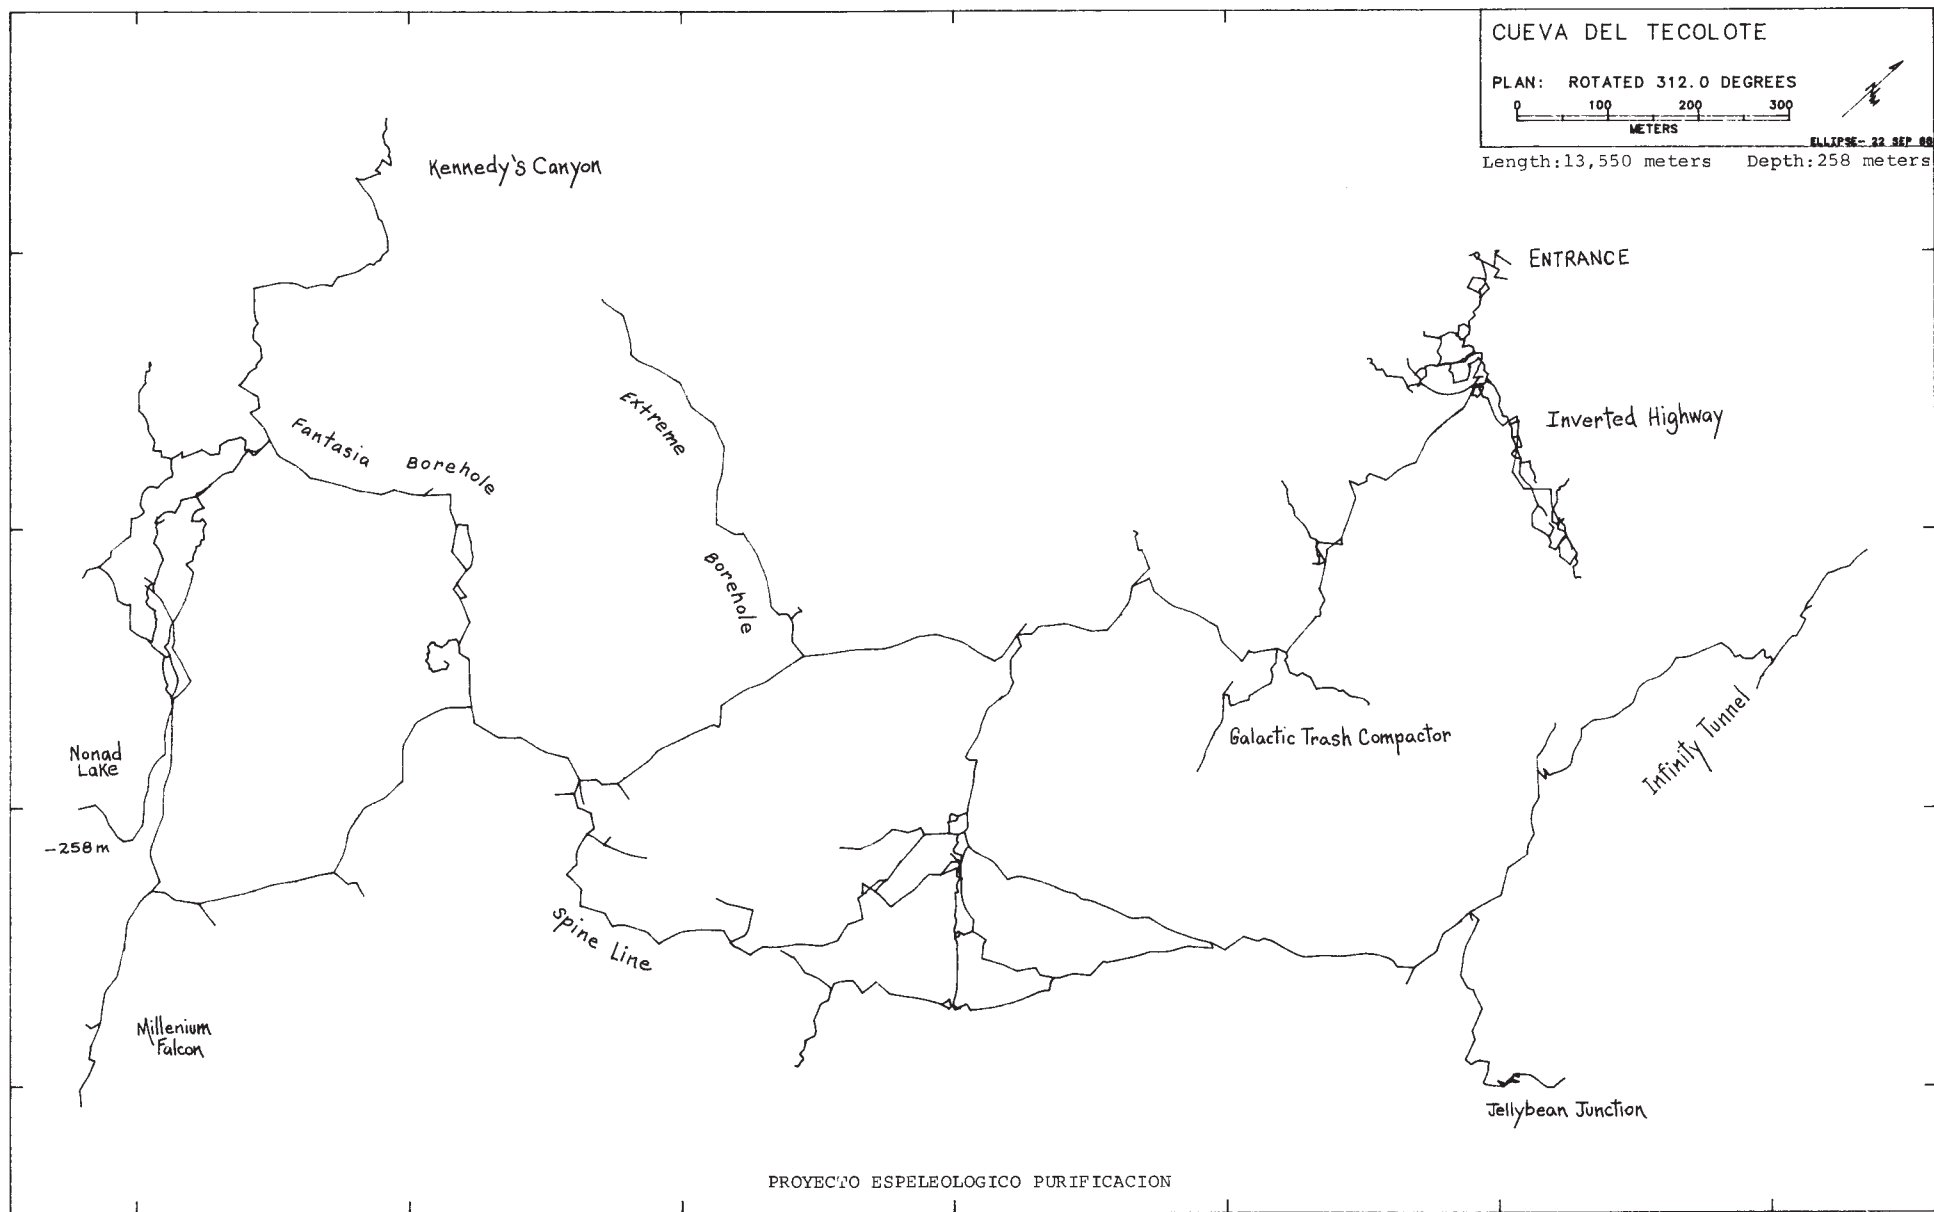 CUEVA DEL TECOLOTE
PLAN: ROTATED 312.0 DEGREES
0 100 200 300
METERS
N
ELLIPSE- 22 SEP
Length:13,550 meters Depth:258 meters
Kennedy's Canyon
ENTRANCE
Extreme
Borehole
Inverted Highway
Fantasia Borehole
Nonad
Lake
-258m
Galactic Trash Compactor
Infinity Tunnel
Spine Line
Millenium
Falcon
Jellybean Junction
PROYECTO ESPELEOLOGICO PURIFICACION